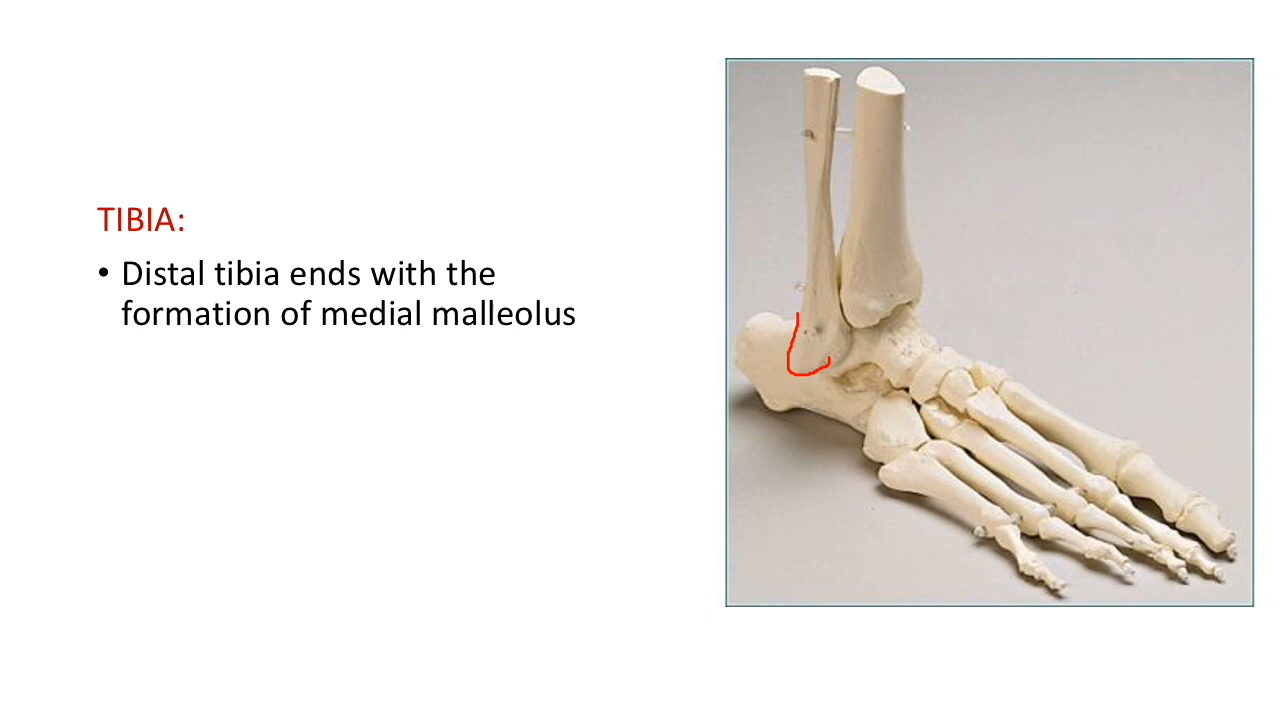 TIBIA:
• Distal tibia ends with the
formation of medial malleolus